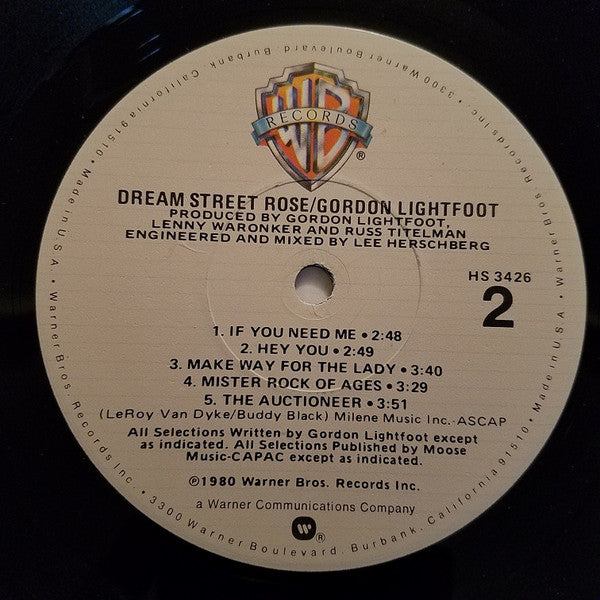 WB
RECORDS
®
DREAM STREET ROSE/GORDON LIGHTFOOT
PRODUCED BY GORDON LIGHTFOOT,
LENNY WARONKER AND RUSS TITELMAN
ENGINEERED AND MIXED BY LEE HERSCHBERG
HS 3426
2
1. IF YOU NEED ME • 2:48
2. HEY YOU • 2:49
3. MAKE WAY FOR THE LADY • 3:40
4. MISTER ROCK OF AGES • 3:29
5. THE AUCTIONEER • 3:51
(LeRoy Van Dyke/Buddy Black) Milene Music Inc.-ASCAP
All Selections Written by Gordon Lightfoot except
as indicated. All Selections Published by Moose
Music-CAPAC except as indicated.
℗1980 Warner Bros. Records Inc.
a Warner Communications Company
W ®
Warner Bros. Records Inc. • 3300 Warner Boulevard, Burbank, California 91510 • Made in U.S.A. •
Warner Bros. Records Inc. • 3300 Warner Boulevard, Burbank, California 91510 • Made in U.S.A. •